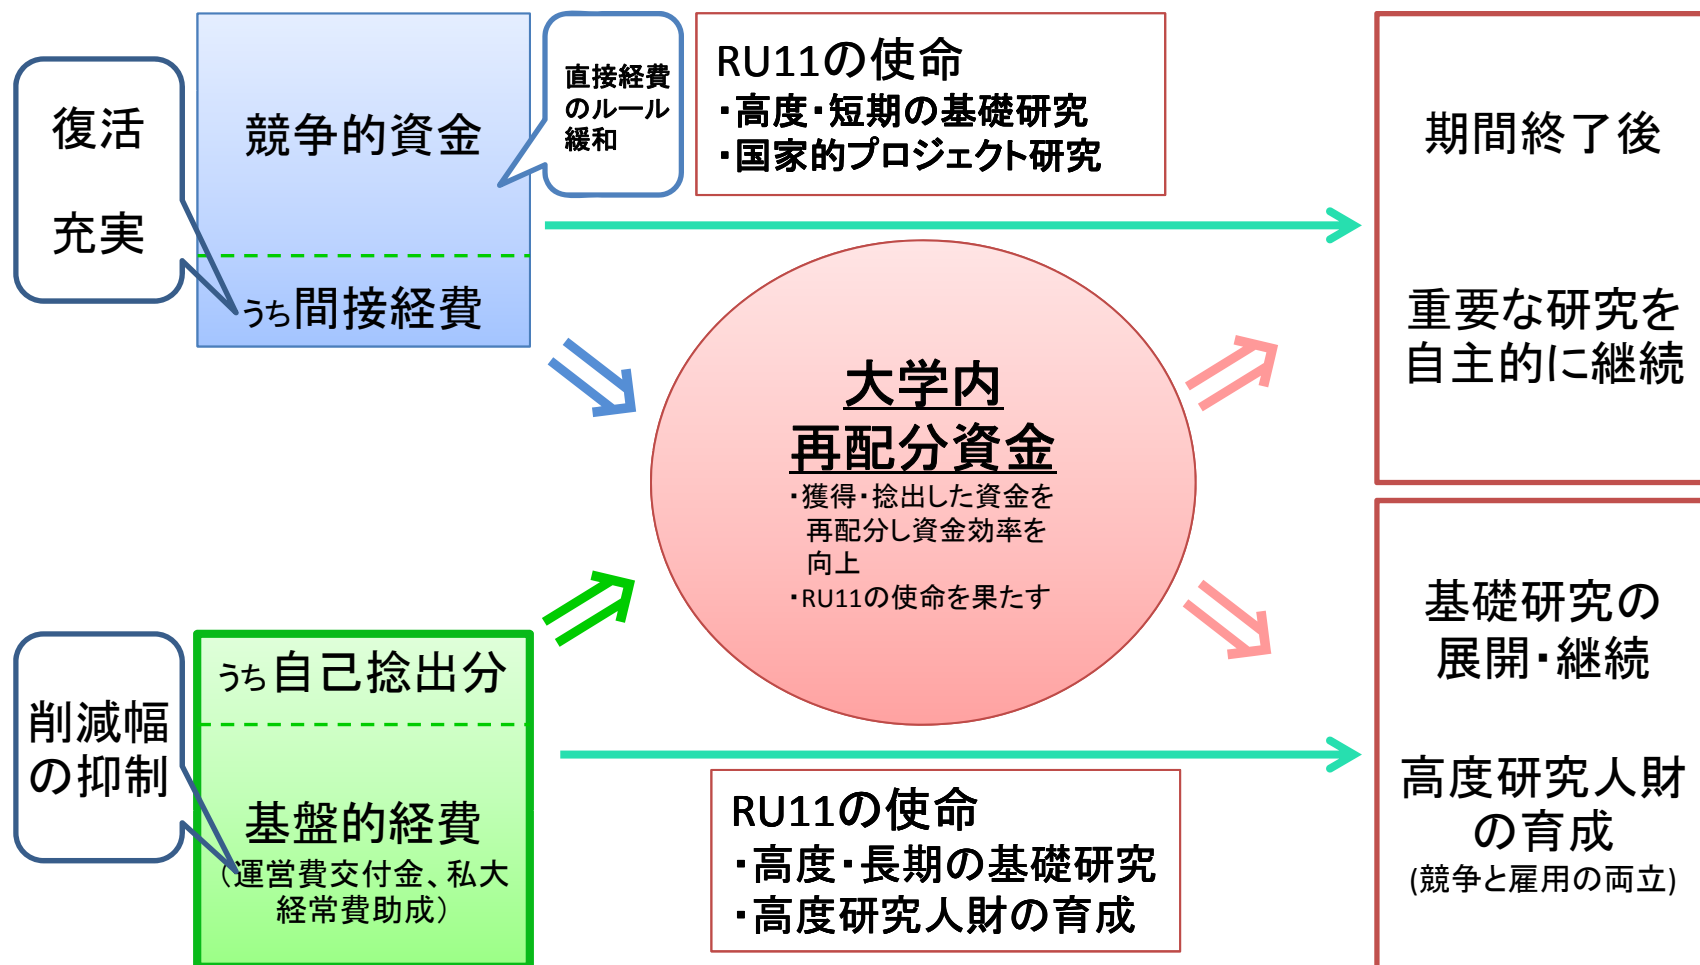 復活
充実
競争的資金
うち間接経費
直接経費
のルール
緩和
RU11の使命
・高度・短期の基礎研究
・国家的プロジェクト研究
期間終了後
重要な研究を
自主的に継続
大学内
再配分資金
・獲得・捻出した資金を
再配分し資金効率を
向上
・RU11の使命を果たす
削減幅
の抑制
うち自己捻出分
基盤的経費
（運営費交付金、私大
経常費助成）
RU11の使命
・高度・長期の基礎研究
・高度研究人財の育成
基礎研究の
展開・継続
高度研究人財
の育成
(競争と雇用の両立)